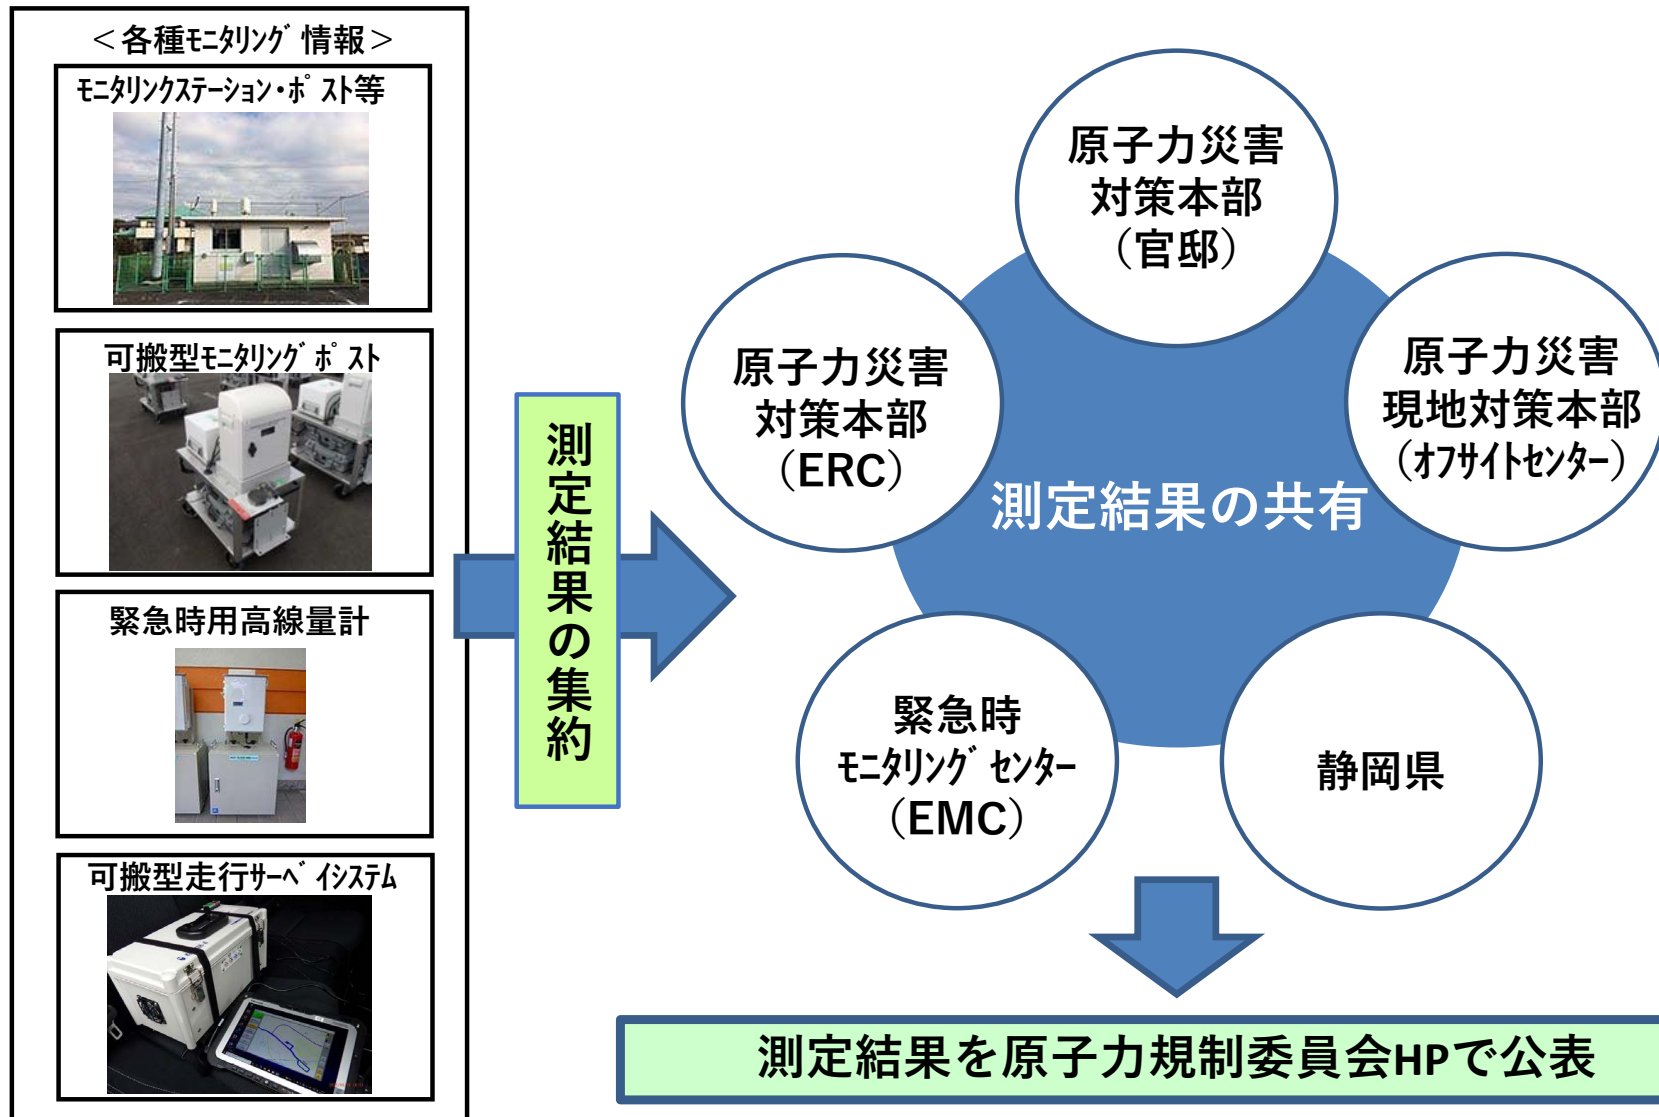 ＜各種ﾓﾆﾀﾘﾝｸﾞ情報＞
ﾓﾆﾀﾘﾝｸｽﾃｰｼｮﾝ・ﾎﾟｽﾄ等
可搬型ﾓﾆﾀﾘﾝｸﾞﾎﾟｽﾄ
緊急時用高線量計
可搬型走行ｻｰﾍﾞｲｼｽﾃﾑ
測定結果の集約
原子力災害
対策本部
（官邸）
原子力災害
対策本部
（ERC）
原子力災害
現地対策本部
（ｵﾌｻｲﾄｾﾝﾀｰ）
測定結果の共有
緊急時
ﾓﾆﾀﾘﾝｸﾞｾﾝﾀｰ
（EMC）
静岡県
測定結果を原子力規制委員会HPで公表